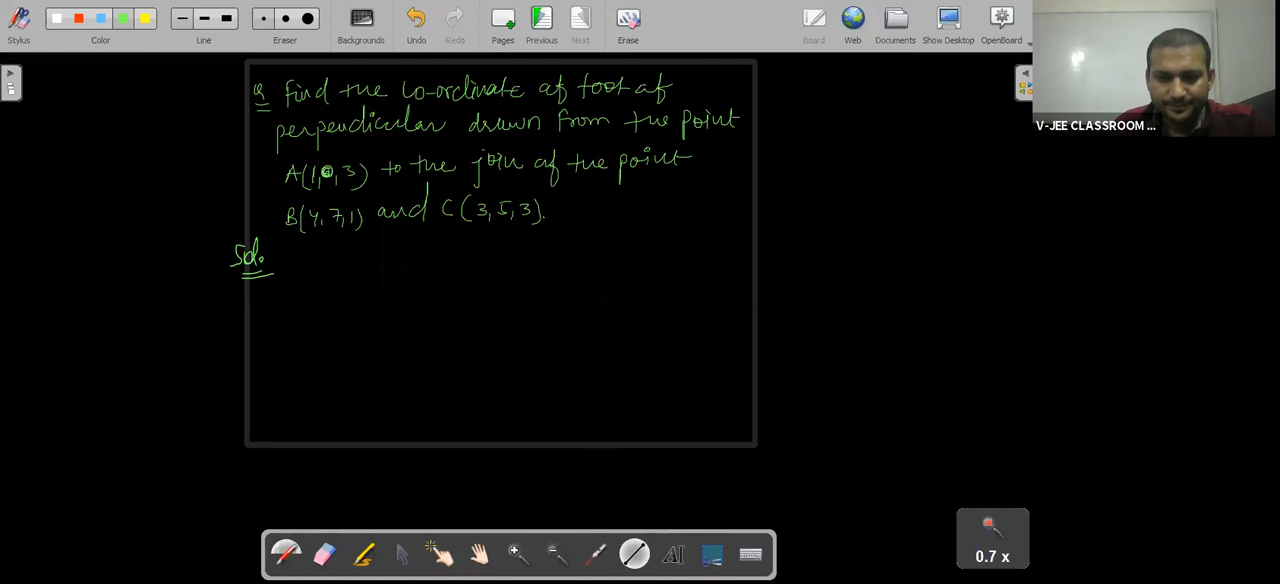 Stylus Color Line Eraser Backgrounds Undo Redo Pages Previous Next Erase Board Web Documents Show Desktop OpenBoard
V-JEE CLASSROOM ...
Q Find the co-ordinate of foot of
perpendicular drawn from the point
A(1,0,3) to the join of the point
B(4,7,1) and C(3,5,3).
Sol.
0.7 x